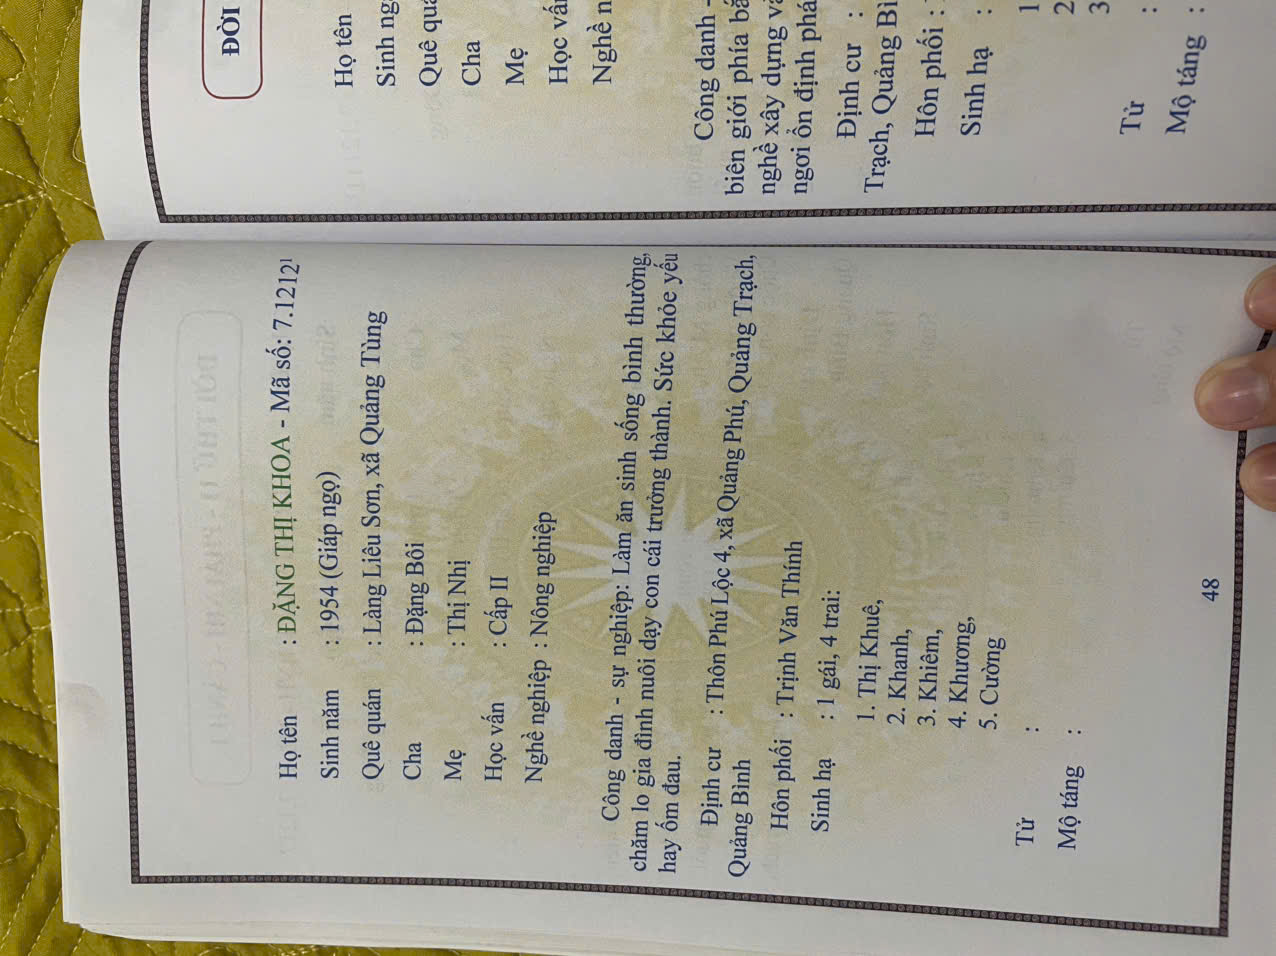 Họ tên : ĐẶNG THỊ KHOA - Mã số: 7.1212¹
Sinh năm : 1954 (Giáp ngọ)
Quê quán : Làng Liêu Sơn, xã Quảng Tùng
Cha : Đặng Bôi
Mẹ : Thị Nhị
Học vấn : Cấp II
Nghề nghiệp : Nông nghiệp
Công danh - sự nghiệp: Làm ăn sinh sống bình thường,
chăm lo gia đình nuôi dạy con cái trưởng thành. Sức khỏe yếu
hay ốm đau.
Định cư : Thôn Phú Lộc 4, xã Quảng Phú, Quảng Trạch,
Quảng Bình
Hôn phối : Trịnh Văn Thính
Sinh hạ : 1 gái, 4 trai:
1. Thị Khuê,
2. Khanh,
3. Khiêm,
4. Khương,
5. Cường
Tử :
Mộ táng :
48
ĐỜI
Họ tên
Sinh
Quê
Cha
Mẹ
Học
Nghề
Công danh -
biên giới phía
nghề xây dựng
ngơi ổn định
Định cư :
Trạch, Quảng
Hôn phối :
Sinh hạ :
1
2
3
Tử :
Mộ táng :